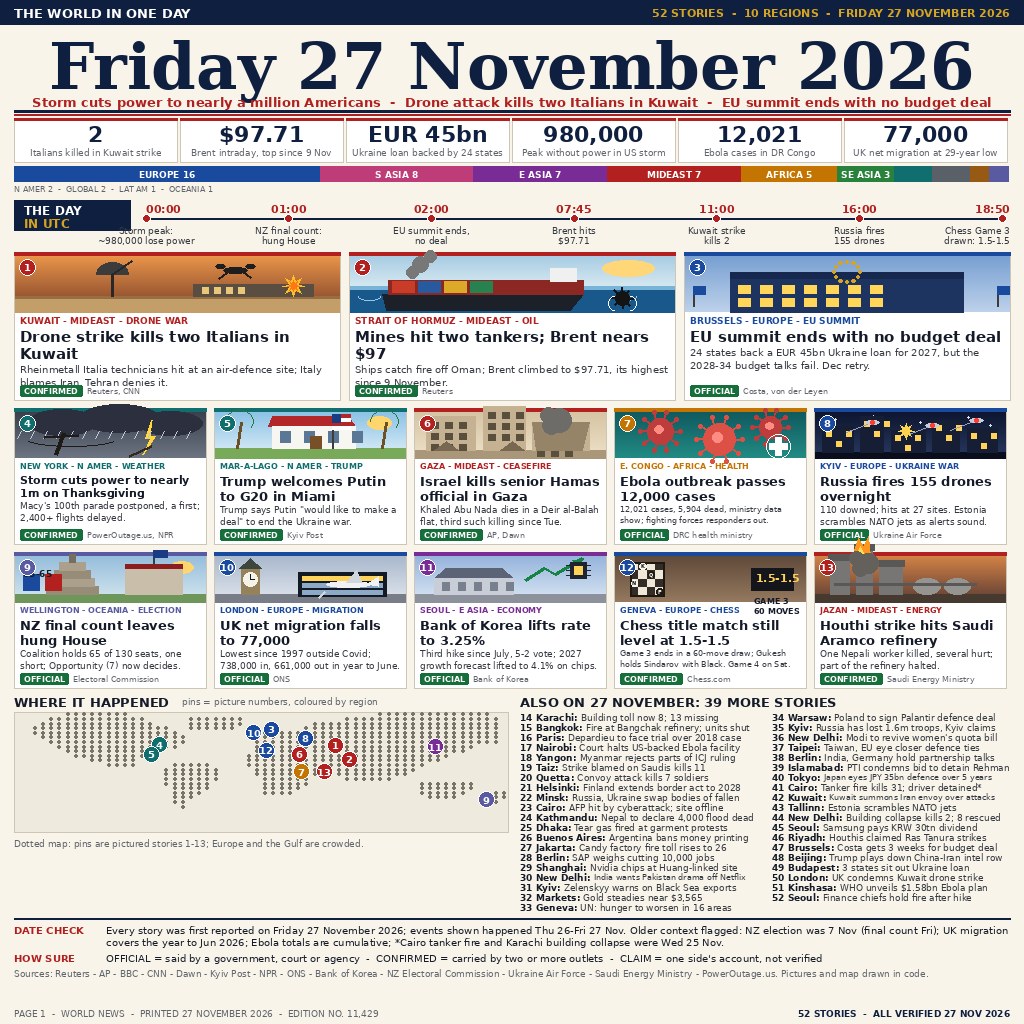 THE WORLD IN ONE DAY
52 STORIES - 10 REGIONS - FRIDAY 27 NOVEMBER 2026
Friday 27 November 2026
Storm cuts power to nearly a million Americans - Drone attack kills two Italians in Kuwait - EU summit ends with no budget deal
2
Italians killed in Kuwait strike
$97.71
Brent intraday, top since 9 Nov
EUR 45bn
Ukraine loan backed by 24 states
980,000
Peak without power in US storm
12,021
Ebola cases in DR Congo
77,000
UK net migration at 29-year low
EUROPE 16
S ASIA 8
E ASIA 7
MIDEAST 7
AFRICA 5
SE ASIA 3
N AMER 2 - GLOBAL 2 - LAT AM 1 - OCEANIA 1
THE DAY
IN UTC
00:00
Storm peak:
~980,000 lose power
01:00
NZ final count:
hung House
02:00
EU summit ends,
no deal
07:45
Brent hits
$97.71
11:00
Kuwait strike
kills 2
16:00
Russia fires
155 drones
18:50
Chess Game 3
drawn: 1.5-1.5
1
KUWAIT - MIDEAST - DRONE WAR
Drone strike kills two Italians in
Kuwait
Rheinmetall Italia technicians hit at an air-defence site; Italy
blames Iran, Tehran denies it.
CONFIRMED Reuters, CNN
2
STRAIT OF HORMUZ - MIDEAST - OIL
Mines hit two tankers; Brent nears
$97
Ships catch fire off Oman; Brent climbed to $97.71, its highest
since 9 November.
CONFIRMED Reuters
3
BRUSSELS - EUROPE - EU SUMMIT
EU summit ends with no budget deal
24 states back a EUR 45bn Ukraine loan for 2027, but the
2028-34 budget talks fail. Dec retry.
OFFICIAL Costa, von der Leyen
4
NEW YORK - N AMER - WEATHER
Storm cuts power to nearly
1m on Thanksgiving
Macy's 100th parade postponed, a first;
2,400+ flights delayed.
CONFIRMED PowerOutage.us, NPR
5
MAR-A-LAGO - N AMER - TRUMP
Trump welcomes Putin
to G20 in Miami
Trump says Putin "would like to make a
deal" to end the Ukraine war.
CONFIRMED Kyiv Post
6
GAZA - MIDEAST - CEASEFIRE
Israel kills senior Hamas
official in Gaza
Khaled Abu Nada dies in a Deir al-Balah
flat, third such killing since Tue.
CONFIRMED AP, Dawn
7
E. CONGO - AFRICA - HEALTH
Ebola outbreak passes
12,000 cases
12,021 cases, 5,904 dead, ministry data
show; fighting forces responders out.
OFFICIAL DRC health ministry
8
KYIV - EUROPE - UKRAINE WAR
Russia fires 155 drones
overnight
110 downed; hits at 27 sites. Estonia
scrambles NATO jets as alerts sound.
OFFICIAL Ukraine Air Force
9
65
WELLINGTON - OCEANIA - ELECTION
NZ final count leaves
hung House
Coalition holds 65 of 130 seats, one
short; Opportunity (7) now decides.
OFFICIAL Electoral Commission
10
LONDON - EUROPE - MIGRATION
UK net migration falls
to 77,000
Lowest since 1997 outside Covid;
738,000 in, 661,000 out in year to June.
OFFICIAL ONS
11
SEOUL - E ASIA - ECONOMY
Bank of Korea lifts rate
to 3.25%
Third hike since July, 5-2 vote; 2027
growth forecast lifted to 4.1% on chips.
OFFICIAL Bank of Korea
12
1.5-1.5
GAME 3
60 MOVES
GENEVA - EUROPE - CHESS
Chess title match still
level at 1.5-1.5
Game 3 ends in a 60-move draw; Gukesh
holds Sindarov with Black. Game 4 on Sat.
CONFIRMED Chess.com
13
JAZAN - MIDEAST - ENERGY
Houthi strike hits Saudi
Aramco refinery
One Nepali worker killed, several hurt;
part of the refinery halted.
CONFIRMED Saudi Energy Ministry
WHERE IT HAPPENED pins = picture numbers, coloured by region
10 3 8 12 4 5 6 1 2 7 13 11 9
Dotted map: pins are pictured stories 1-13; Europe and the Gulf are crowded.
ALSO ON 27 NOVEMBER: 39 MORE STORIES
14 Karachi: Building toll now 8; 13 missing
15 Bangkok: Fire at Bangchak refinery; units shut
16 Paris: Depardieu to face trial over 2018 case
17 Nairobi: Court halts US-backed Ebola facility
18 Yangon: Myanmar rejects parts of ICJ ruling
19 Taiz: Strike blamed on Saudis kills 11
20 Quetta: Convoy attack kills 7 soldiers
21 Helsinki: Finland extends border act to 2028
22 Minsk: Russia, Ukraine swap bodies of fallen
23 Cairo: AFP hit by cyberattack; site offline
24 Kathmandu: Nepal to declare 4,000 flood dead
25 Dhaka: Tear gas fired at garment protests
26 Buenos Aires: Argentina bans money printing
27 Jakarta: Candy factory fire toll rises to 26
28 Berlin: SAP weighs cutting 10,000 jobs
29 Shanghai: Nvidia chips at Huang-linked site
30 New Delhi: India wants Pakistan drama off Netflix
31 Kyiv: Zelenskyy warns on Black Sea exports
32 Markets: Gold steadies near $3,565
33 Geneva: UN: hunger to worsen in 16 areas
34 Warsaw: Poland to sign Palantir defence deal
35 Kyiv: Russia has lost 1.6m troops, Kyiv claims
36 New Delhi: Modi to revive women's quota bill
37 Taipei: Taiwan, EU eye closer defence ties
38 Berlin: India, Germany hold partnership talks
39 Islamabad: PTI condemns bid to detain Rehman
40 Tokyo: Japan eyes JPY 35bn defence over 5 years
41 Cairo: Tanker fire kills 31; driver detained*
42 Kuwait: Kuwait summons Iran envoy over attacks
43 Tallinn: Estonia scrambles NATO jets
44 New Delhi: Building collapse kills 2; 8 rescued
45 Seoul: Samsung pays KRW 30tn dividend
46 Riyadh: Houthis claimed Ras Tanura strikes
47 Brussels: Costa gets 3 weeks for budget deal
48 Beijing: Trump plays down China-Iran intel row
49 Budapest: 3 states sit out Ukraine loan
50 London: UK condemns Kuwait drone strike
51 Kinshasa: WHO unveils $1.58bn Ebola plan
52 Seoul: Finance chiefs hold fire after hike
DATE CHECK Every story was first reported on Friday 27 November 2026; events shown happened Thu 26-Fri 27 Nov. Older context flagged: NZ election was 7 Nov (final count Fri); UK migration
covers the year to Jun 2026; Ebola totals are cumulative; *Cairo tanker fire and Karachi building collapse were Wed 25 Nov.
HOW SURE OFFICIAL = said by a government, court or agency - CONFIRMED = carried by two or more outlets - CLAIM = one side's account, not verified
Sources: Reuters - AP - BBC - CNN - Dawn - Kyiv Post - NPR - ONS - Bank of Korea - NZ Electoral Commission - Ukraine Air Force - Saudi Energy Ministry - PowerOutage.us. Pictures and map drawn in code.
PAGE 1 - WORLD NEWS - PRINTED 27 NOVEMBER 2026 - EDITION NO. 11,429
52 STORIES - ALL VERIFIED 27 NOV 2026